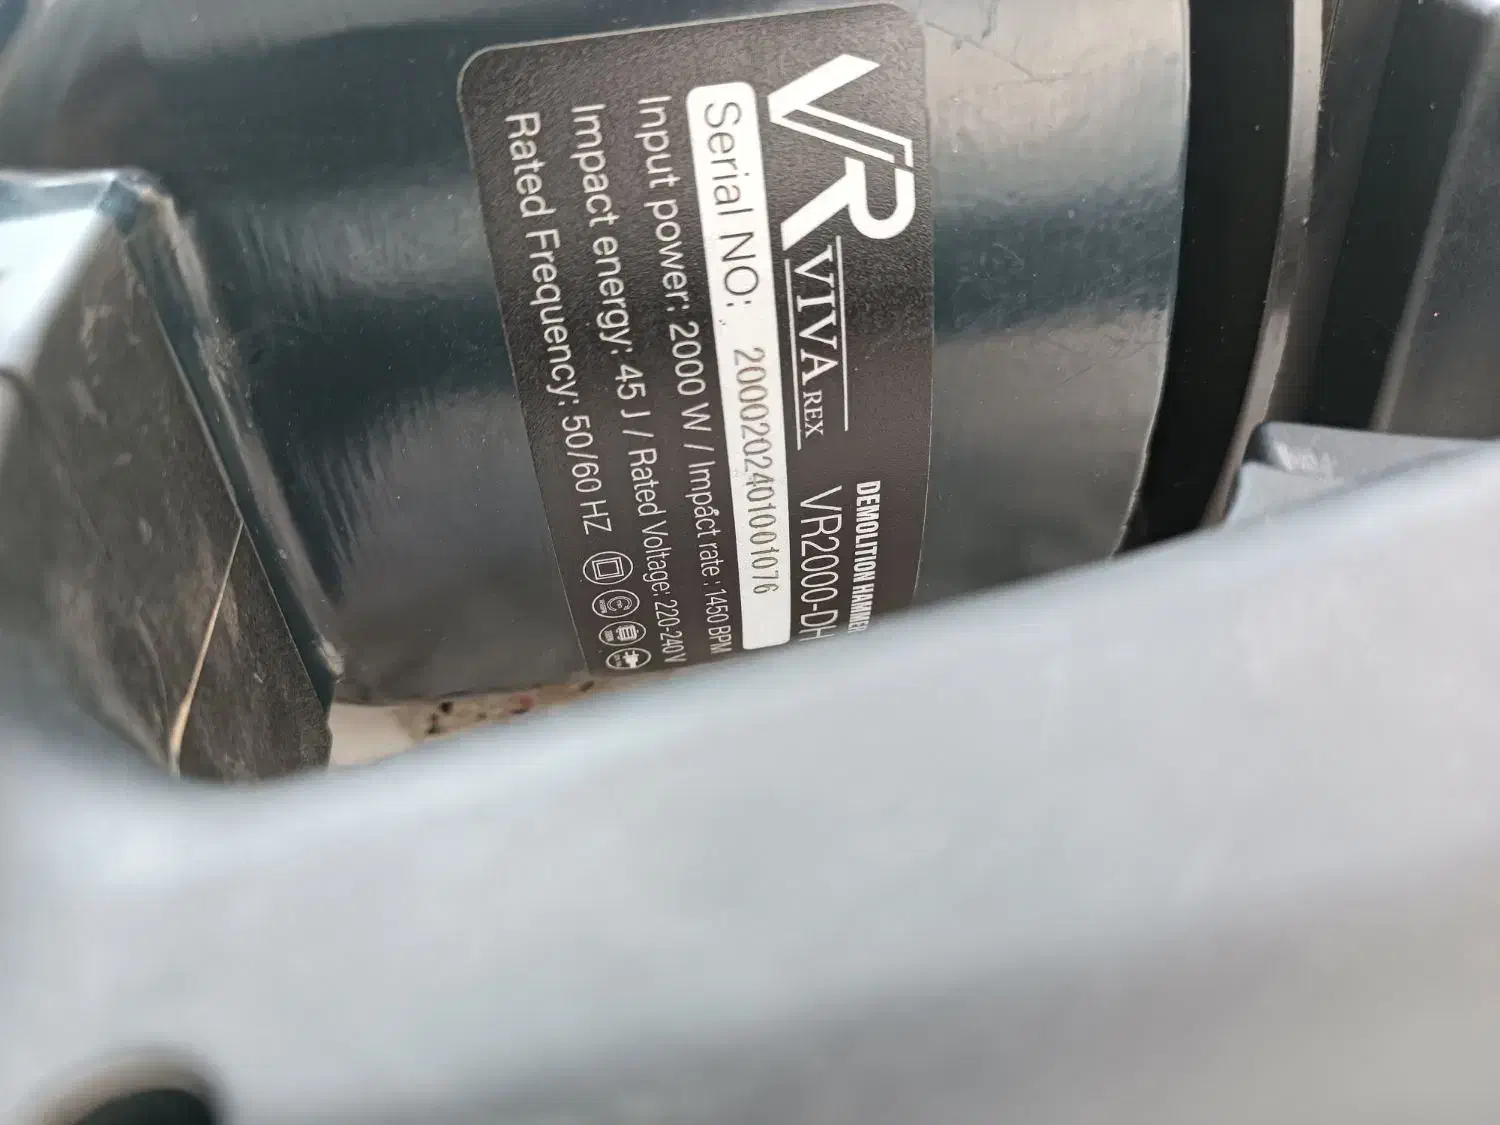 VR VIVA REX
DEMOLITION HAMMER
VR2000-DH
Serial NO: 2000202401001076
Input power: 2000 W / Impact rate : 1450 BPM
Impact energy: 45 J / Rated Voltage: 220-240 V
Rated Frequency: 50/60 HZ